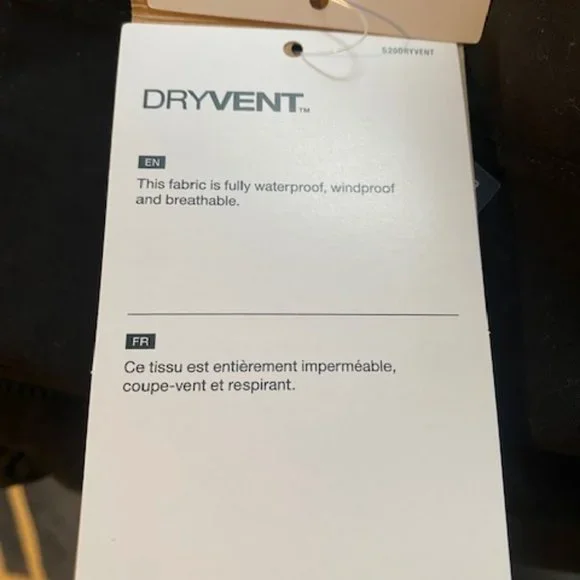 S20DRYVENT
DRYVENT™
EN
This fabric is fully waterproof, windproof
and breathable.
FR
Ce tissu est entièrement imperméable,
coupe-vent et respirant.